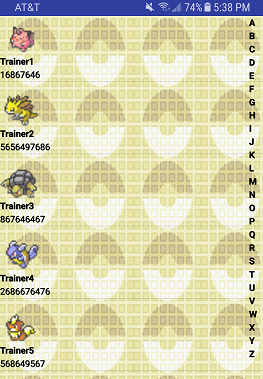 AT&T 74% 5:38 PM
Trainer1
16867646
Trainer2
5656497686
Trainer3
867646467
Trainer4
2686676476
Trainer5
568649567
A
B
C
D
E
F
G
H
I
J
K
L
M
N
O
P
Q
R
S
T
U
V
W
X
Y
Z